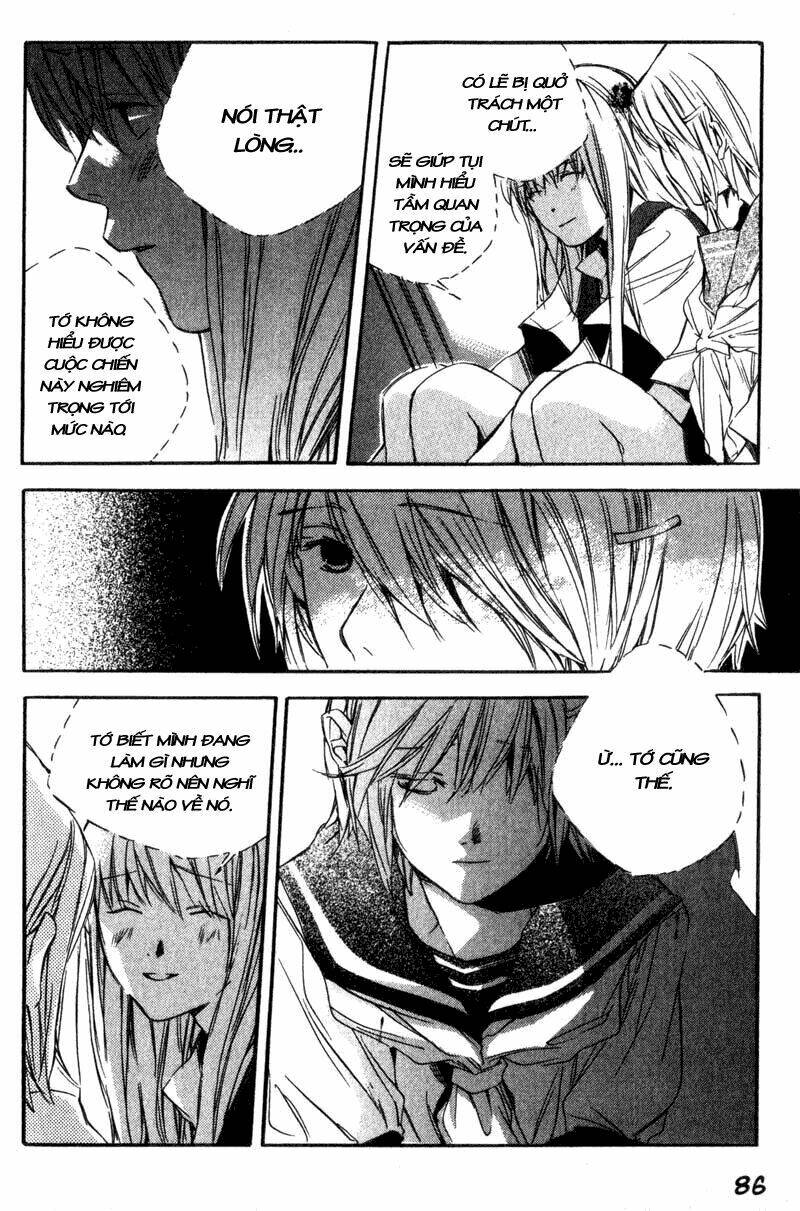 CÓ LẼ BỊ QUỞ
TRÁCH MỘT
CHÚT...
SẼ GIÚP TỤI
MÌNH HIỂU
TẦM QUAN
TRỌNG CỦA
VẤN ĐỀ.
NÓI THẬT
LÒNG...
TỚ KHÔNG
HIỂU ĐƯỢC
CUỘC CHIẾN
NÀY NGHIÊM
TRỌNG TỚI
MỨC NÀO.
Ừ... TỚ CŨNG
THẾ.
TỚ BIẾT MÌNH ĐANG
LÀM GÌ NHƯNG
KHÔNG RÕ NÊN NGHĨ
THẾ NÀO VỀ NÓ.
86